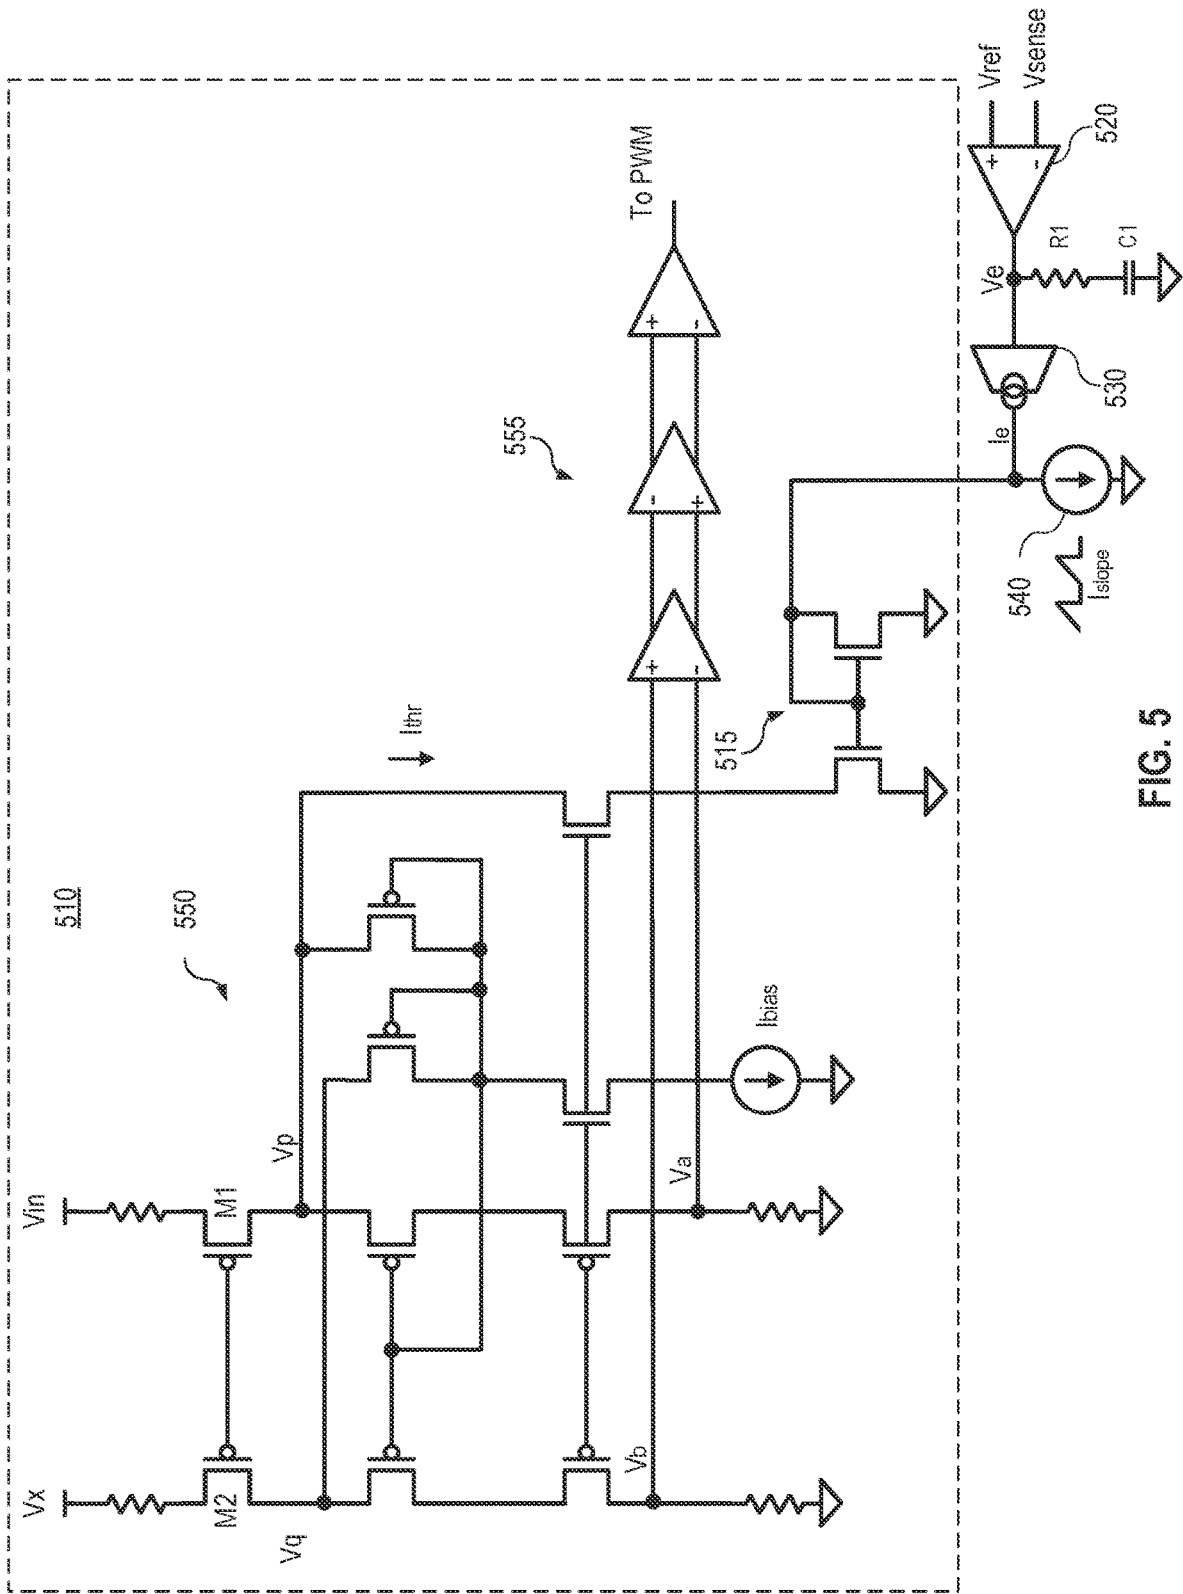 510
550
Vin
Vx
M1
M2
Vp
Vq
Ithr
555
To PWM
+
-
-
+
+
-
Va
Vb
Ibias
515
Ie
Ve
Vref
Vsense
+
-
520
R1
C1
530
540
Islope
FIG. 5